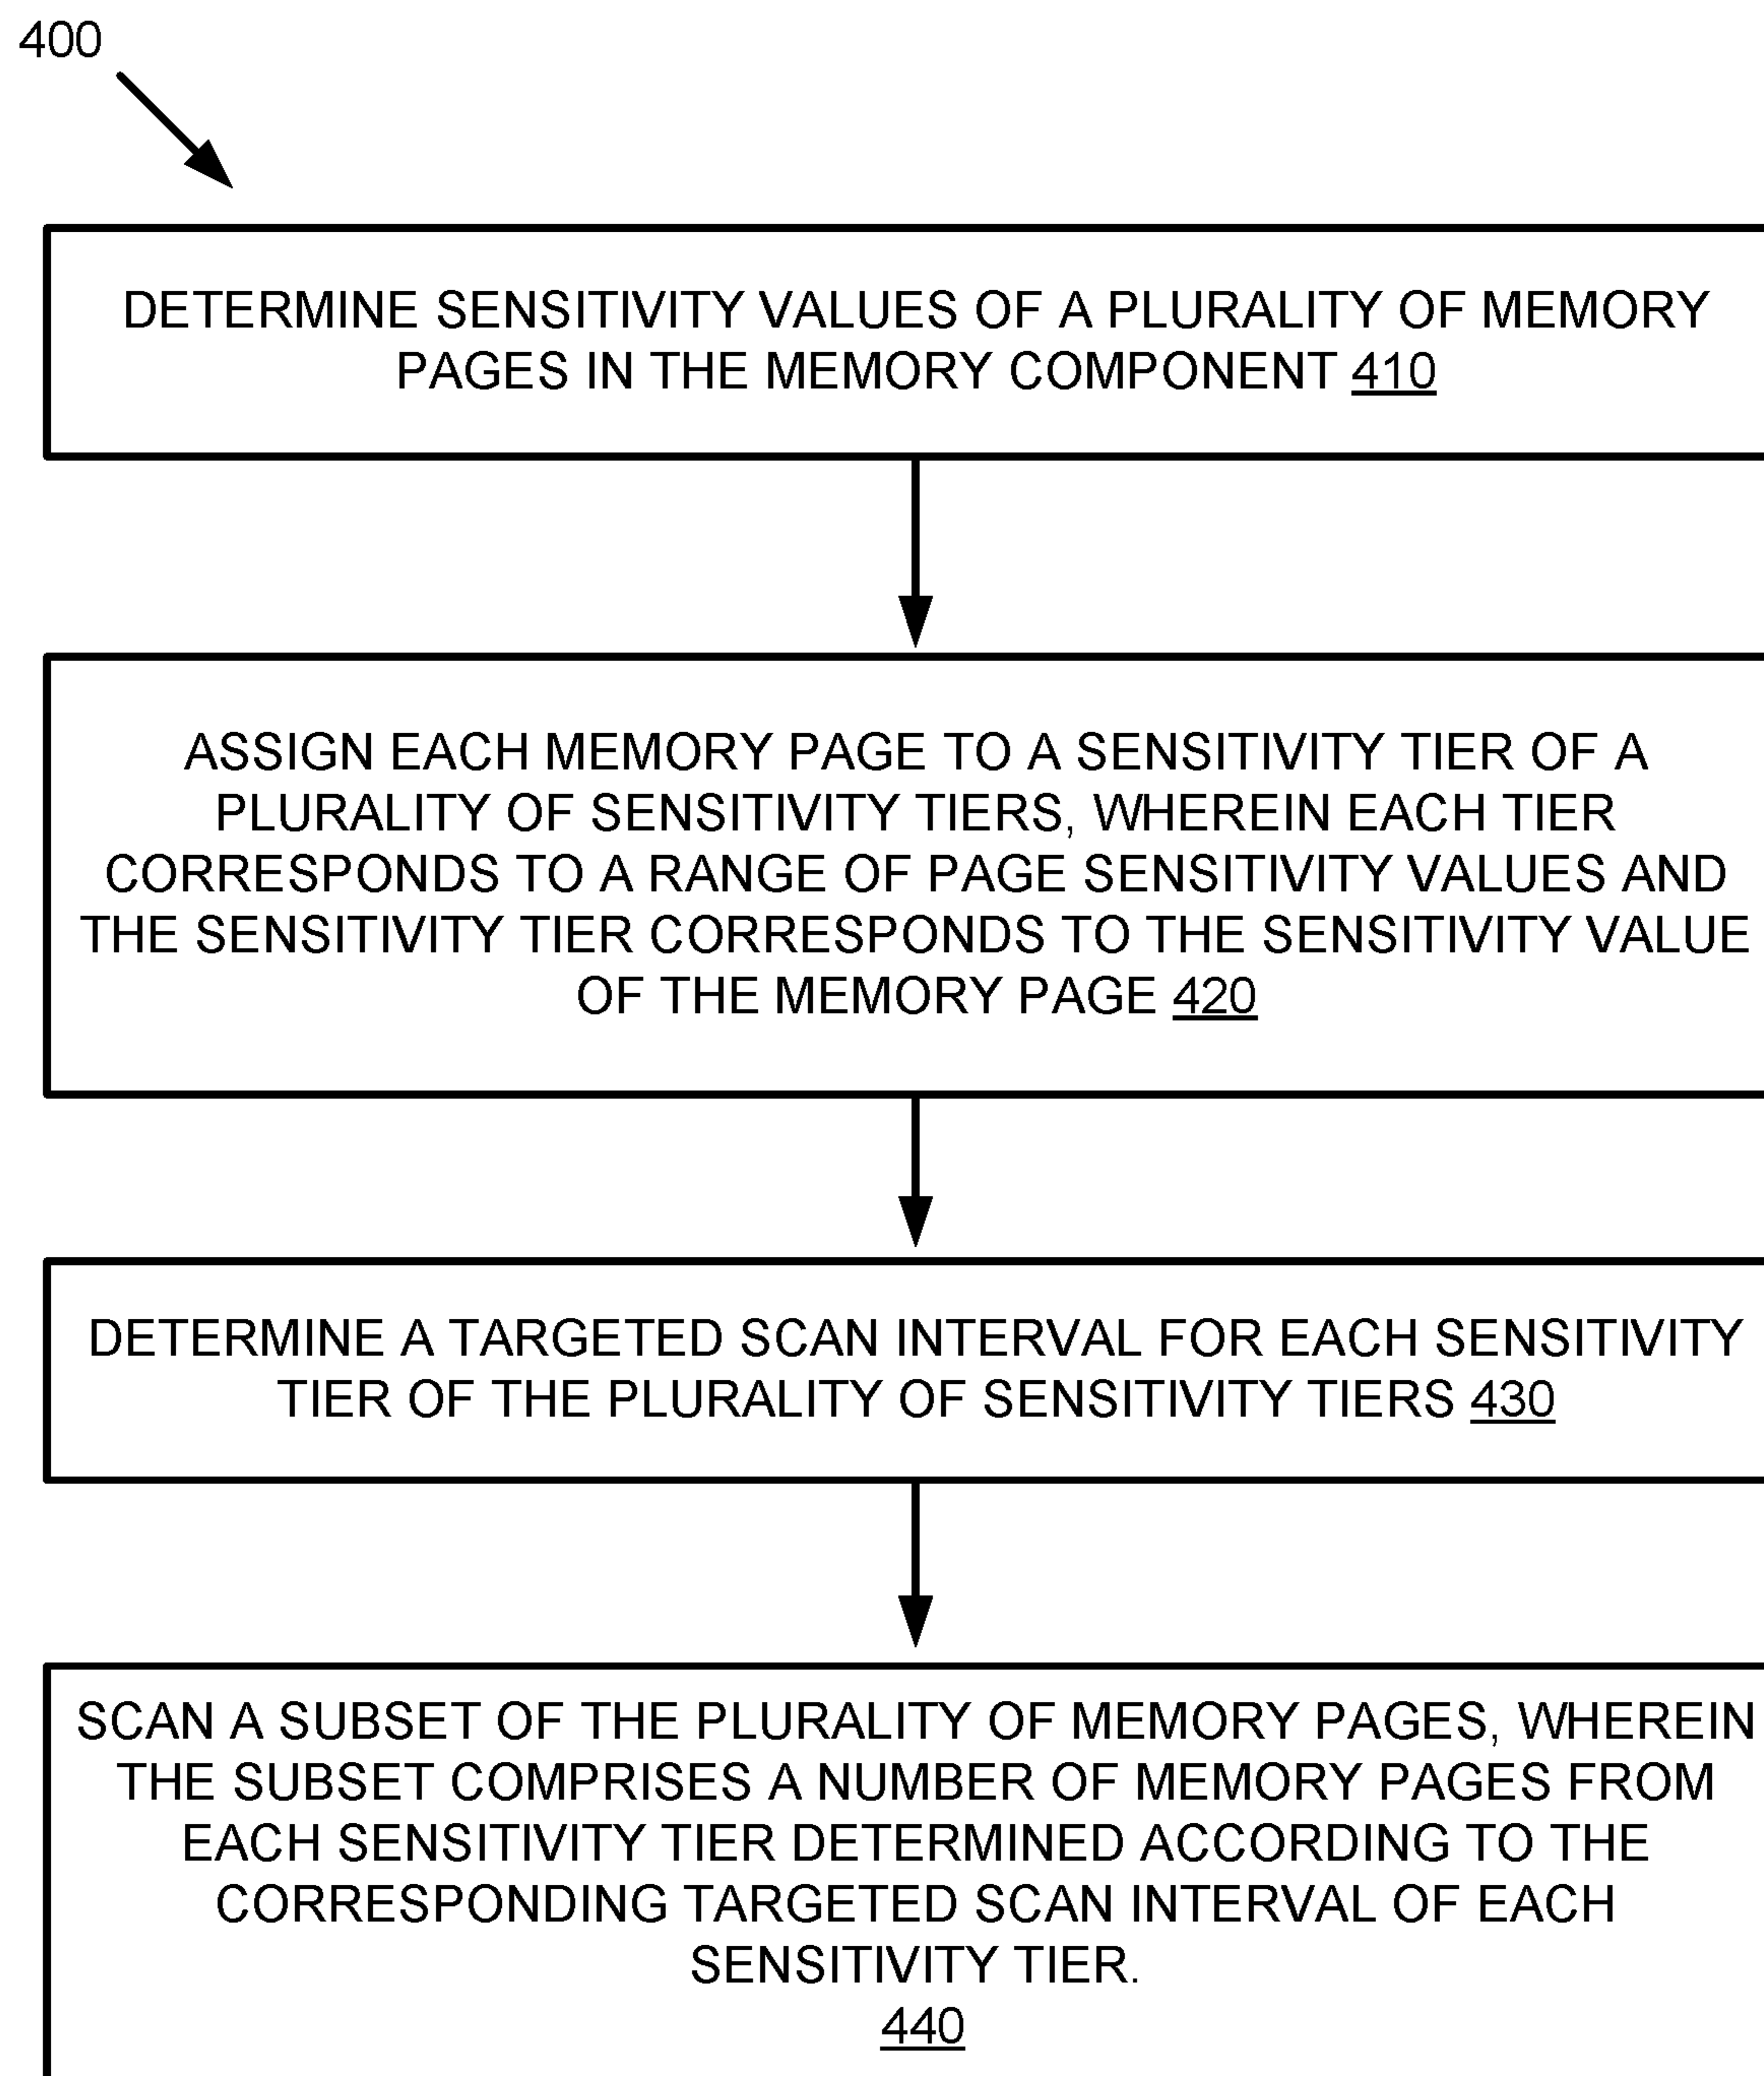 400
DETERMINE SENSITIVITY VALUES OF A PLURALITY OF MEMORY
PAGES IN THE MEMORY COMPONENT 410
ASSIGN EACH MEMORY PAGE TO A SENSITIVITY TIER OF A
PLURALITY OF SENSITIVITY TIERS, WHEREIN EACH TIER
CORRESPONDS TO A RANGE OF PAGE SENSITIVITY VALUES AND
THE SENSITIVITY TIER CORRESPONDS TO THE SENSITIVITY VALUE
OF THE MEMORY PAGE 420
DETERMINE A TARGETED SCAN INTERVAL FOR EACH SENSITIVITY
TIER OF THE PLURALITY OF SENSITIVITY TIERS 430
SCAN A SUBSET OF THE PLURALITY OF MEMORY PAGES, WHEREIN
THE SUBSET COMPRISES A NUMBER OF MEMORY PAGES FROM
EACH SENSITIVITY TIER DETERMINED ACCORDING TO THE
CORRESPONDING TARGETED SCAN INTERVAL OF EACH
SENSITIVITY TIER.
440